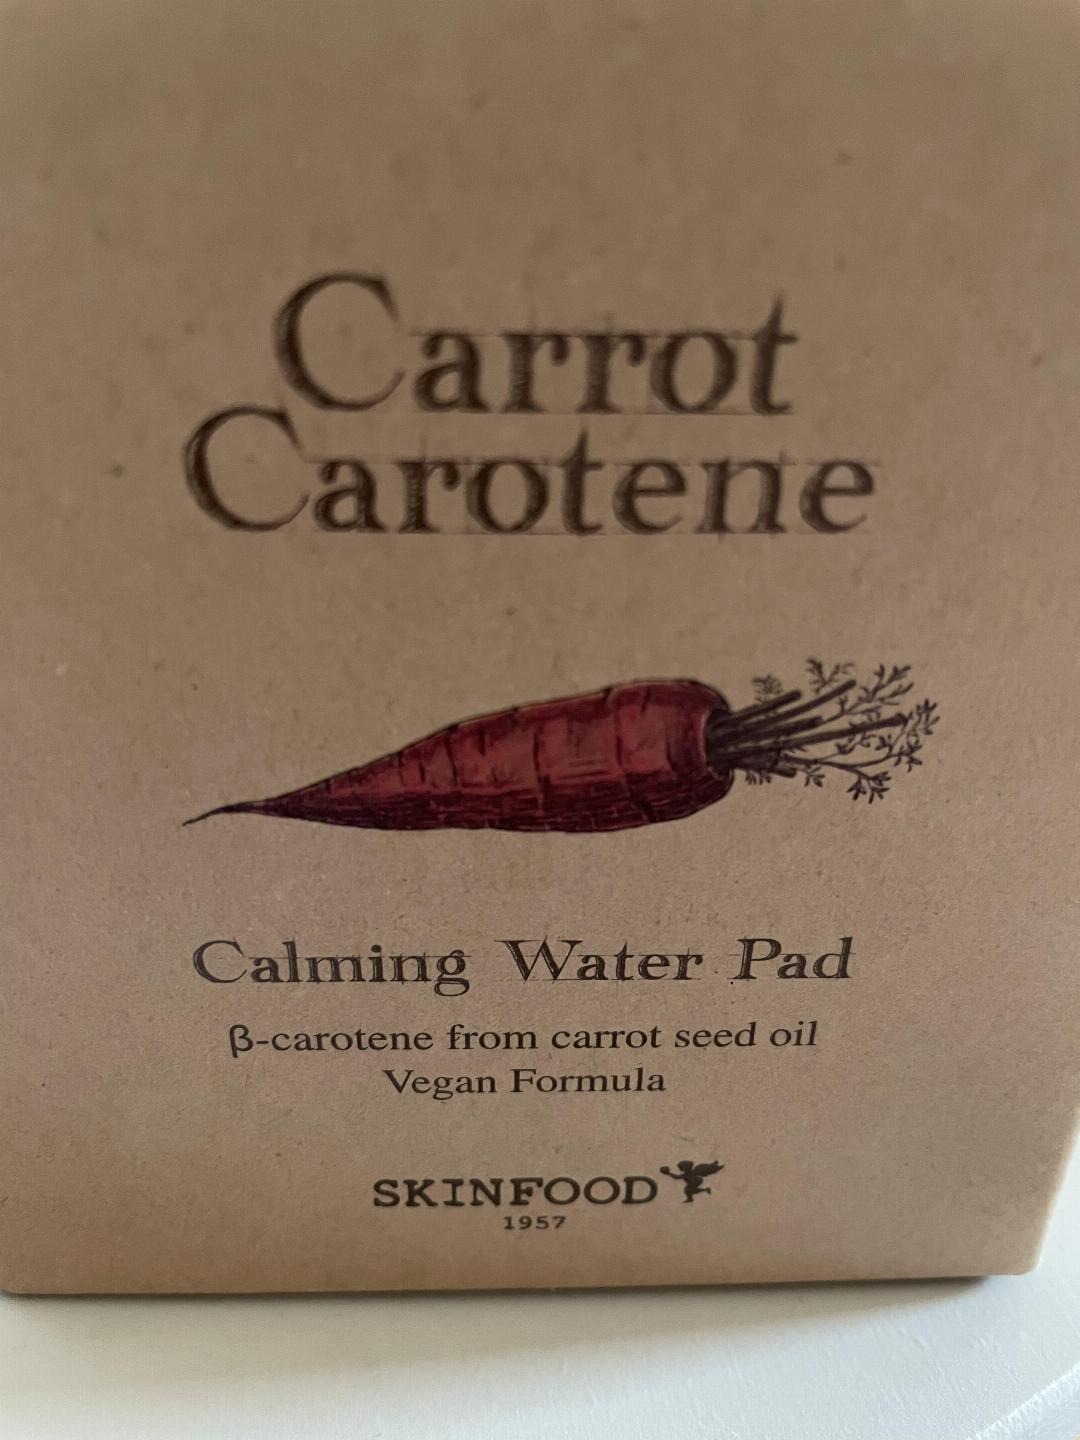 Carrot
Carotene
Calming Water Pad
β-carotene from carrot seed oil
Vegan Formula
SKINFOOD
1957